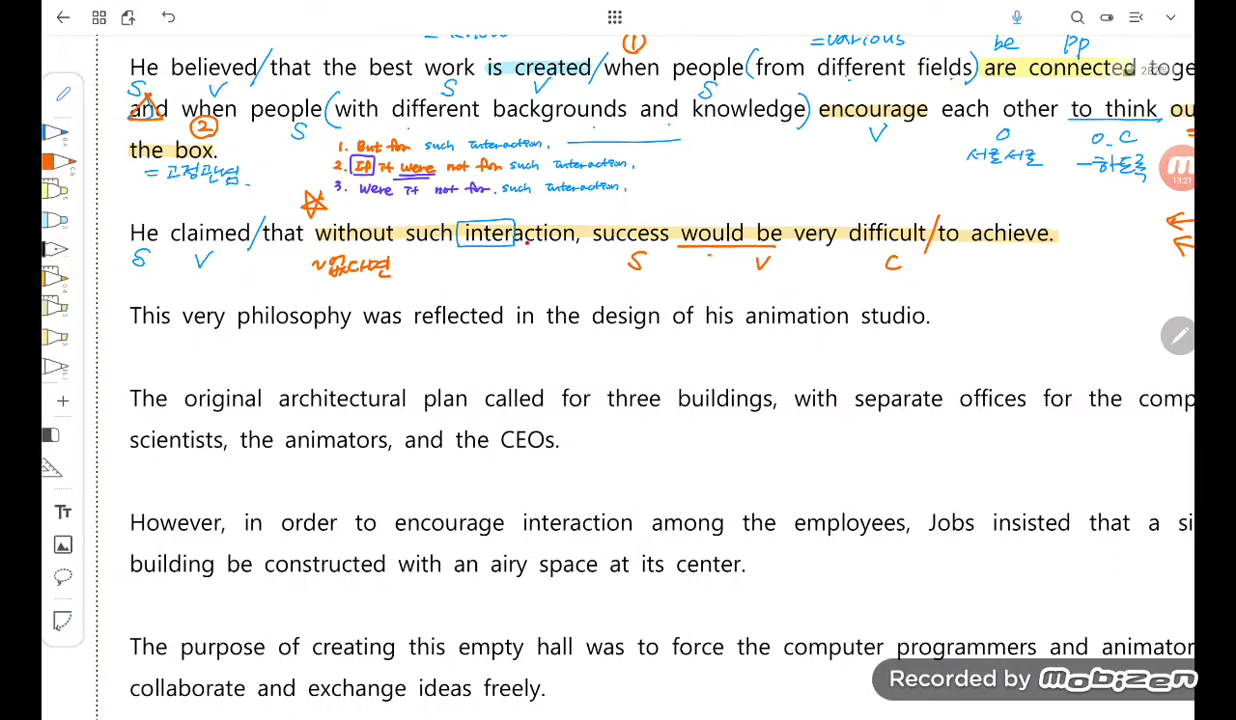 ①
=various
be pp
He believed/that the best work is created/when people(from different fields) are connected toge
S V S V S
and when people(with different backgrounds and knowledge) encourage each other to think ou
② S V O O.C
서로서로 ~하도록
the box.
=고정관념
1. But for such interaction,
2. If it were not for such interaction,
3. Were it not for such interaction,
13:21
He claimed/that without such interaction, success would be very difficult/to achieve.
S V ~없다면 S V C
This very philosophy was reflected in the design of his animation studio.
The original architectural plan called for three buildings, with separate offices for the comp
scientists, the animators, and the CEOs.
However, in order to encourage interaction among the employees, Jobs insisted that a si
building be constructed with an airy space at its center.
The purpose of creating this empty hall was to force the computer programmers and animator
collaborate and exchange ideas freely.
Tт
Recorded by mobizen